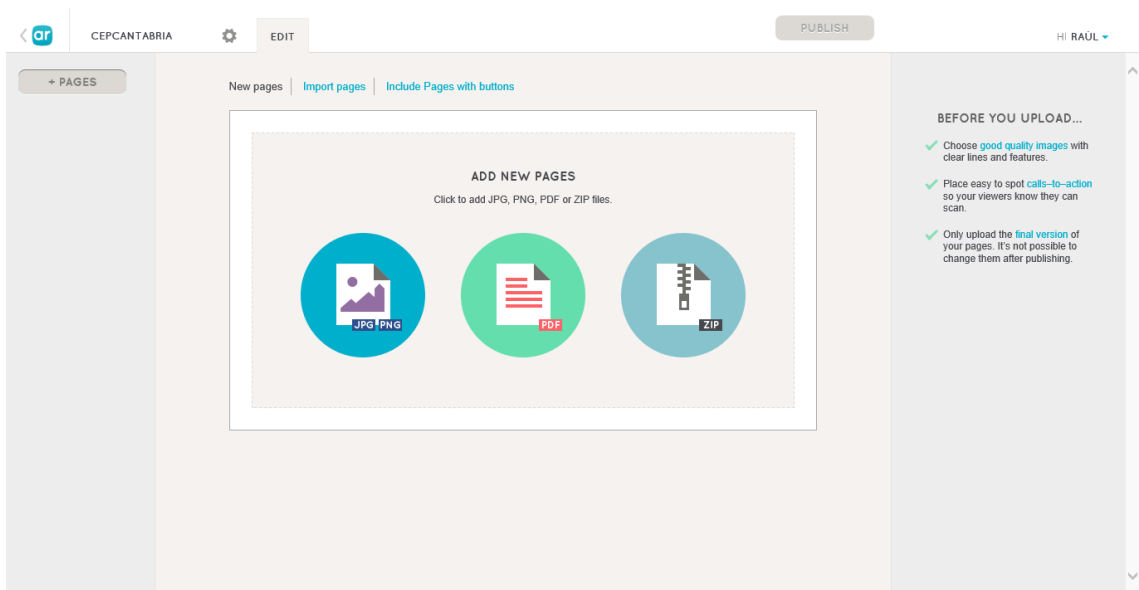 ar
CEPCANTABRIA
EDIT
PUBLISH
HI RAÚL
+ PAGES
New pages
Import pages
Include Pages with buttons
ADD NEW PAGES
Click to add JPG, PNG, PDF or ZIP files.
JPG PNG
PDF
ZIP
BEFORE YOU UPLOAD...
Choose good quality images with
clear lines and features.
Place easy to spot calls–to–action
so your viewers know they can
scan.
Only upload the final version of
your pages. It's not possible to
change them after publishing.